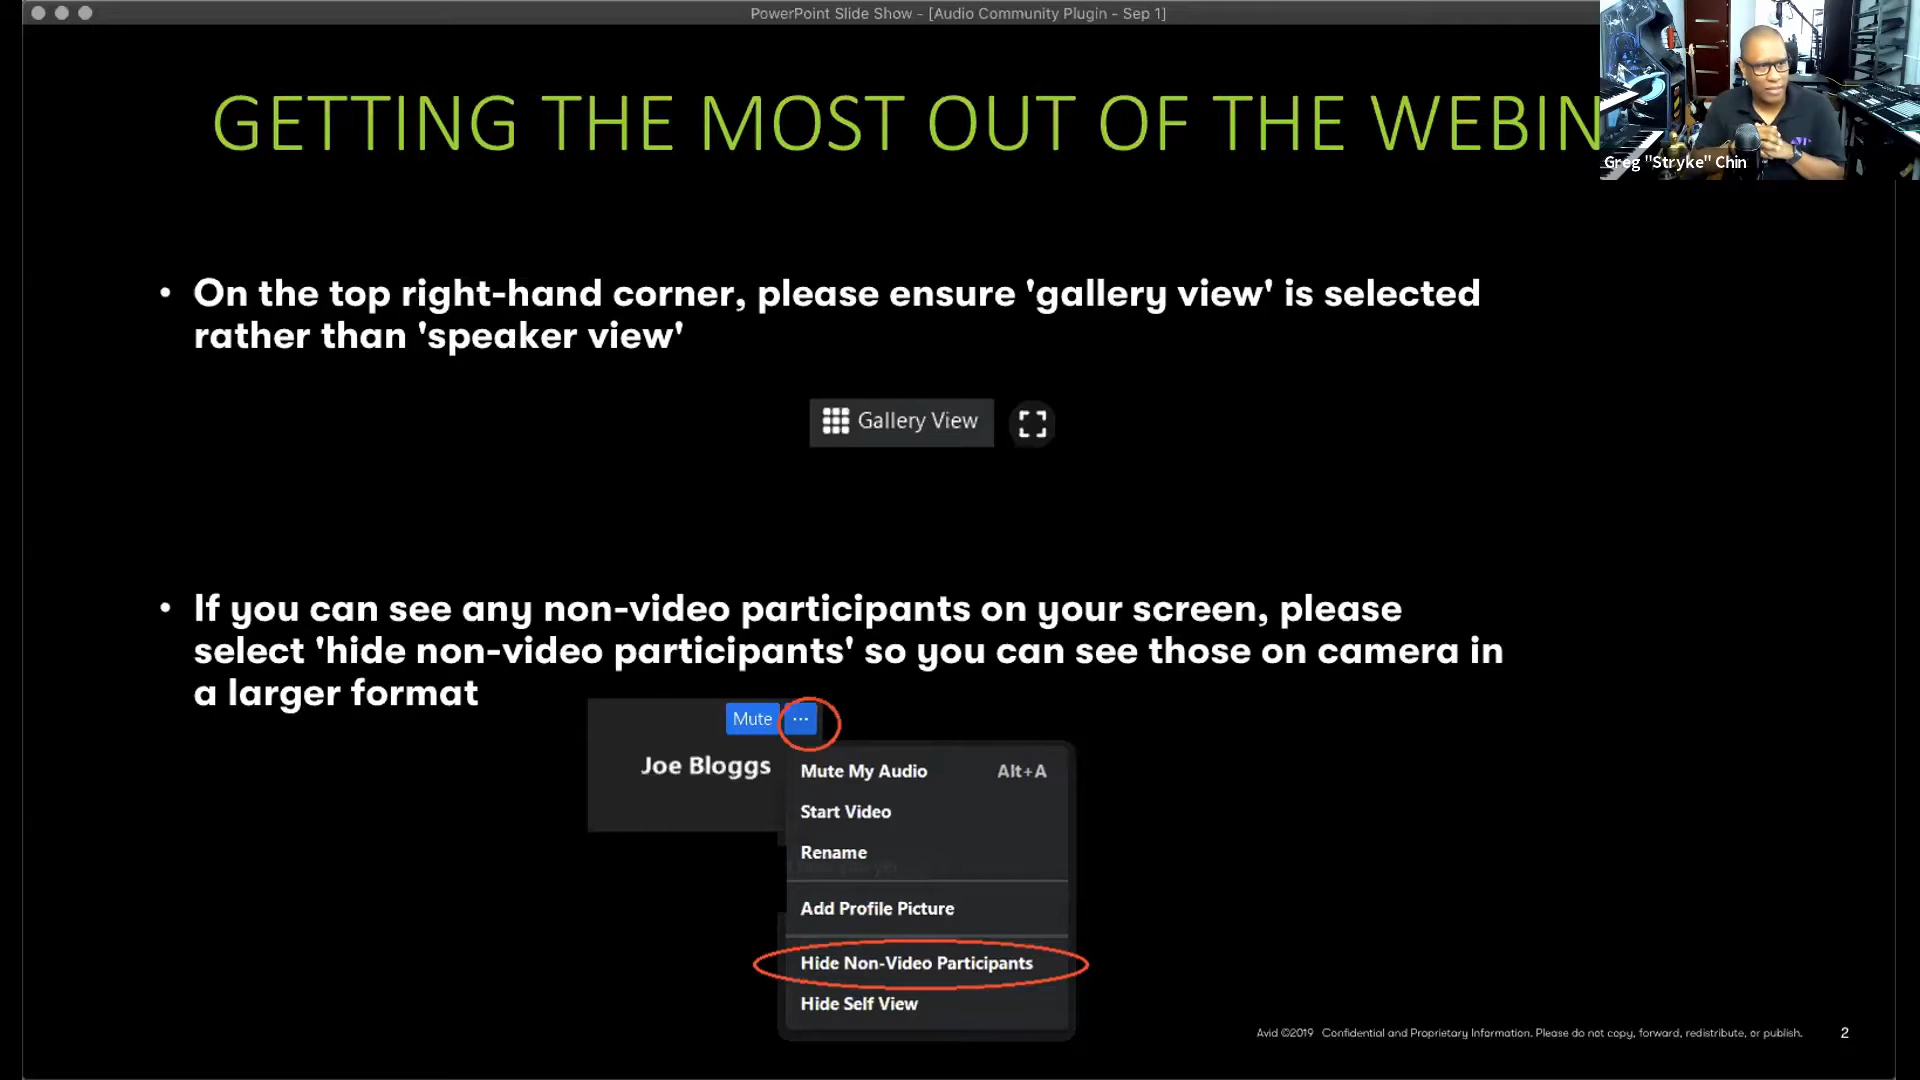 PowerPoint Slide Show - [Audio Community Plugin - Sep 1]
GETTING THE MOST OUT OF THE WEBIN
Greg "Stryke" Chin
• On the top right-hand corner, please ensure 'gallery view' is selected
rather than 'speaker view'
Gallery View
• If you can see any non-video participants on your screen, please
select 'hide non-video participants' so you can see those on camera in
a larger format
Mute ...
Joe Bloggs
Mute My Audio Alt+A
Start Video
Rename
Add Profile Picture
Hide Non-Video Participants
Hide Self View
Avid ©2019 Confidential and Proprietary Information. Please do not copy, forward, redistribute, or publish. 2